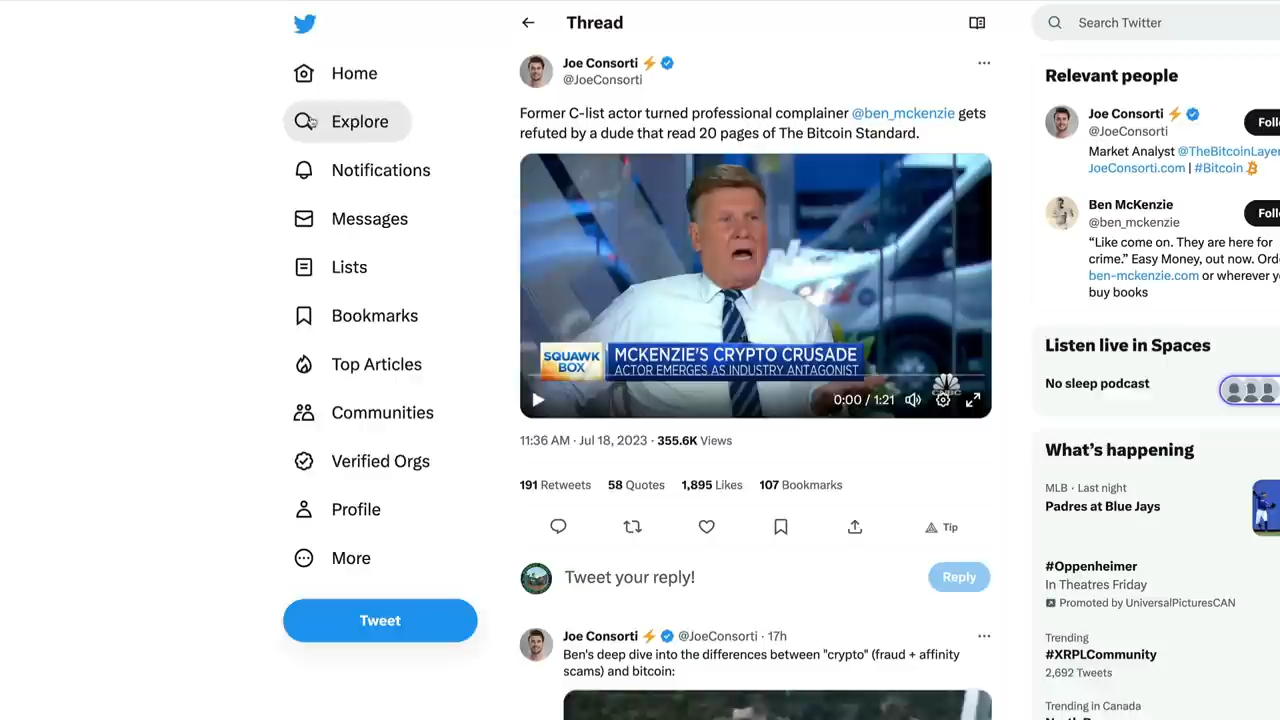 Home
Explore
Notifications
Messages
Lists
Bookmarks
Top Articles
Communities
Verified Orgs
Profile
More
Tweet
Thread
Joe Consorti
@JoeConsorti
Former C-list actor turned professional complainer @ben_mckenzie gets
refuted by a dude that read 20 pages of The Bitcoin Standard.
SQUAWK
BOX
MCKENZIE'S CRYPTO CRUSADE
ACTOR EMERGES AS INDUSTRY ANTAGONIST
CNBC
0:00 / 1:21
11:36 AM · Jul 18, 2023 · 355.6K Views
191 Retweets 58 Quotes 1,895 Likes 107 Bookmarks
Tip
Tweet your reply!
Reply
Joe Consorti @JoeConsorti · 17h
Ben's deep dive into the differences between "crypto" (fraud + affinity
scams) and bitcoin:
Search Twitter
Relevant people
Joe Consorti
Foll
@JoeConsorti
Market Analyst @TheBitcoinLayer
JoeConsorti.com | #Bitcoin
Ben McKenzie
Foll
@ben_mckenzie
“Like come on. They are here for
crime.” Easy Money, out now. Ord
ben-mckenzie.com or wherever y
buy books
Listen live in Spaces
No sleep podcast
What’s happening
MLB · Last night
Padres at Blue Jays
#Oppenheimer
In Theatres Friday
Promoted by UniversalPicturesCAN
Trending
#XRPLCommunity
2,692 Tweets
Trending in Canada